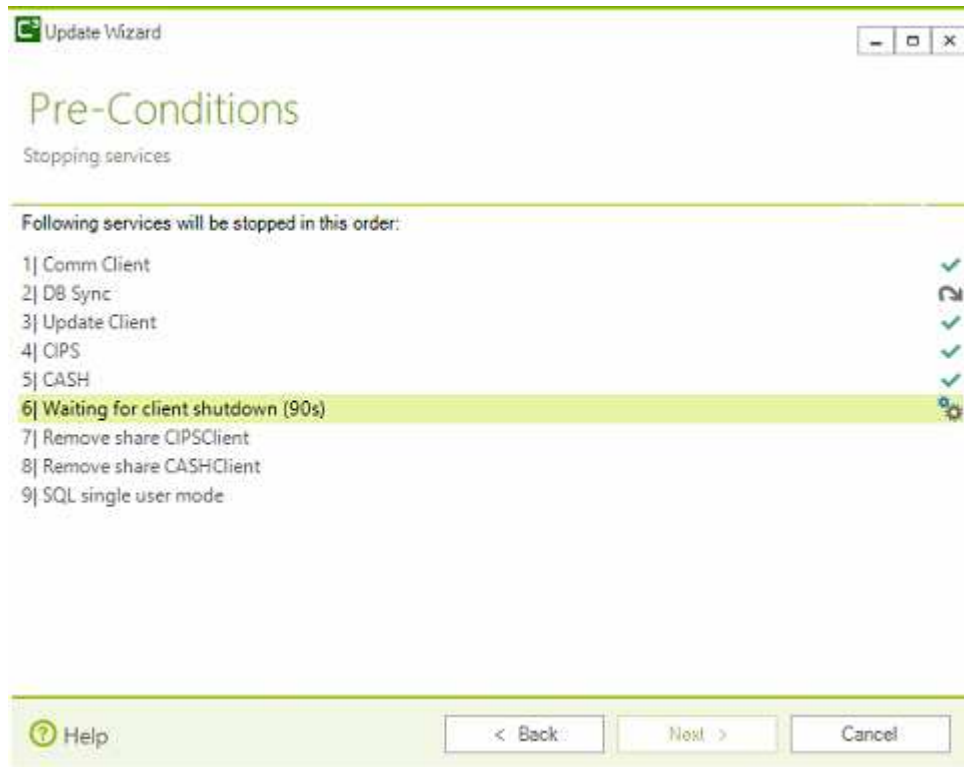 Update Wizard
Pre-Conditions
Stopping services
Following services will be stopped in this order:
1| Comm Client
2| DB Sync
3| Update Client
4| CIPS
5| CASH
6| Waiting for client shutdown (90s)
7| Remove share CIPSClient
8| Remove share CASHClient
9| SQL single user mode
? Help
< Back
Next >
Cancel